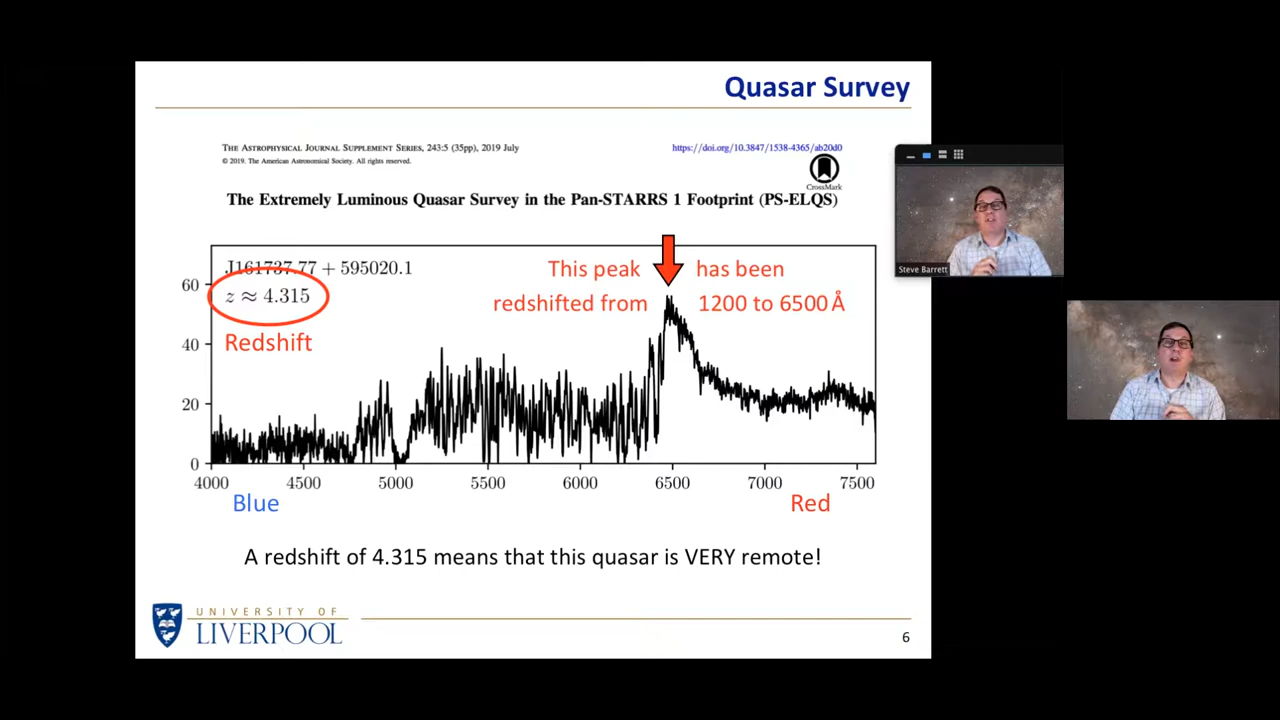 Quasar Survey
THE ASTROPHYSICAL JOURNAL SUPPLEMENT SERIES, 243:5 (35pp), 2019 July
https://doi.org/10.3847/1538-4365/ab20d0
© 2019. The American Astronomical Society. All rights reserved.
CrossMark
The Extremely Luminous Quasar Survey in the Pan-STARRS 1 Footprint (PS-ELQS)
J161737.77 + 595020.1
z ≈ 4.315
Redshift
This peak has been
redshifted from 1200 to 6500 Å
60
40
20
0
4000 4500 5000 5500 6000 6500 7000 7500
Blue
Red
A redshift of 4.315 means that this quasar is VERY remote!
UNIVERSITY OF
LIVERPOOL
6
Steve Barrett